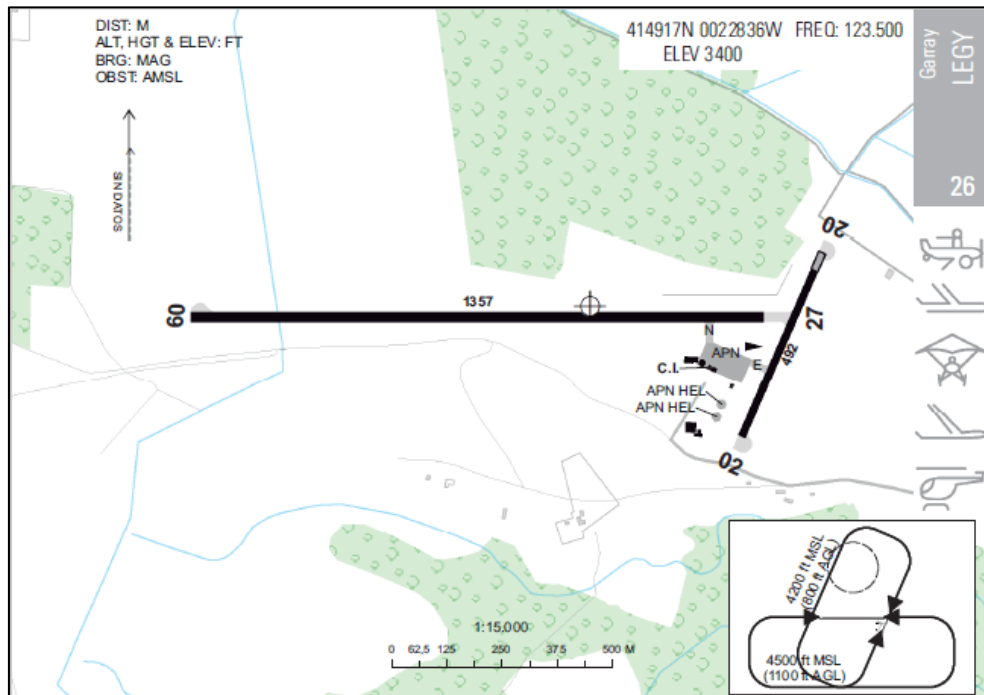 DIST: M
ALT, HGT & ELEV: FT
BRG: MAG
OBST: AMSL
SIN DATOS
414917N 0022836W FREQ: 123.500
ELEV 3400
Garray
LEGY
26
20
09
1357
27
492
N
APN
E
C.I.
APN HEL
APN HEL
02
P
1:15,000
0 62,5 125 250 375 500 M
4200 ft MSL
(800 ft AGL)
4500 ft MSL
(1100 ft AGL)